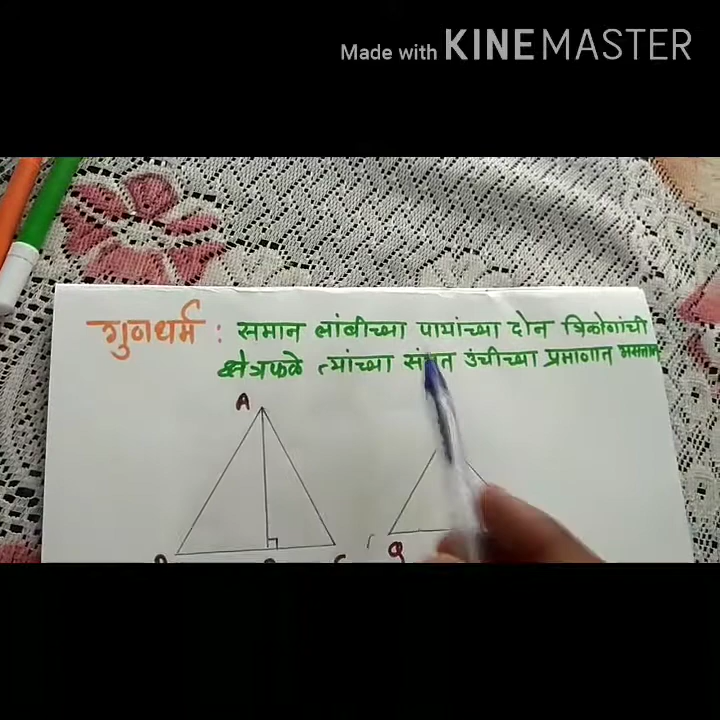 Made with KINEMASTER
गुणधर्म : समान लांबीच्या पायांच्या दोन त्रिकोणांची
क्षेत्रफळे त्यांच्या संगत उंचीच्या प्रमाणात असतात
A
Q